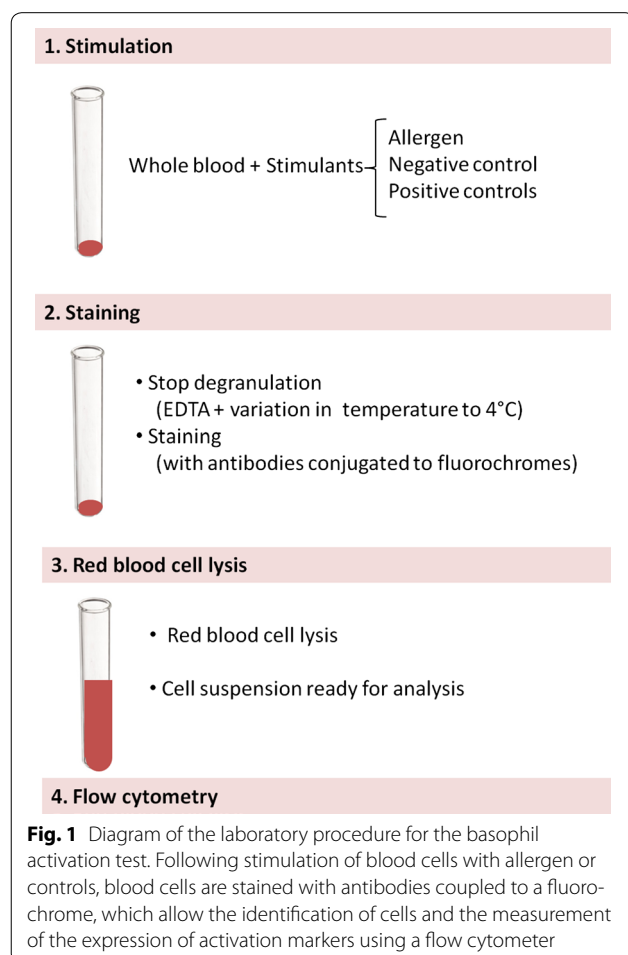 1. Stimulation
Whole blood + Stimulants
Allergen
Negative control
Positive controls
2. Staining
• Stop degranulation
(EDTA + variation in temperature to 4°C)
• Staining
(with antibodies conjugated to fluorochromes)
3. Red blood cell lysis
• Red blood cell lysis
• Cell suspension ready for analysis
4. Flow cytometry
Fig. 1 Diagram of the laboratory procedure for the basophil
activation test. Following stimulation of blood cells with allergen or
controls, blood cells are stained with antibodies coupled to a fluoro-
chrome, which allow the identification of cells and the measurement
of the expression of activation markers using a flow cytometer